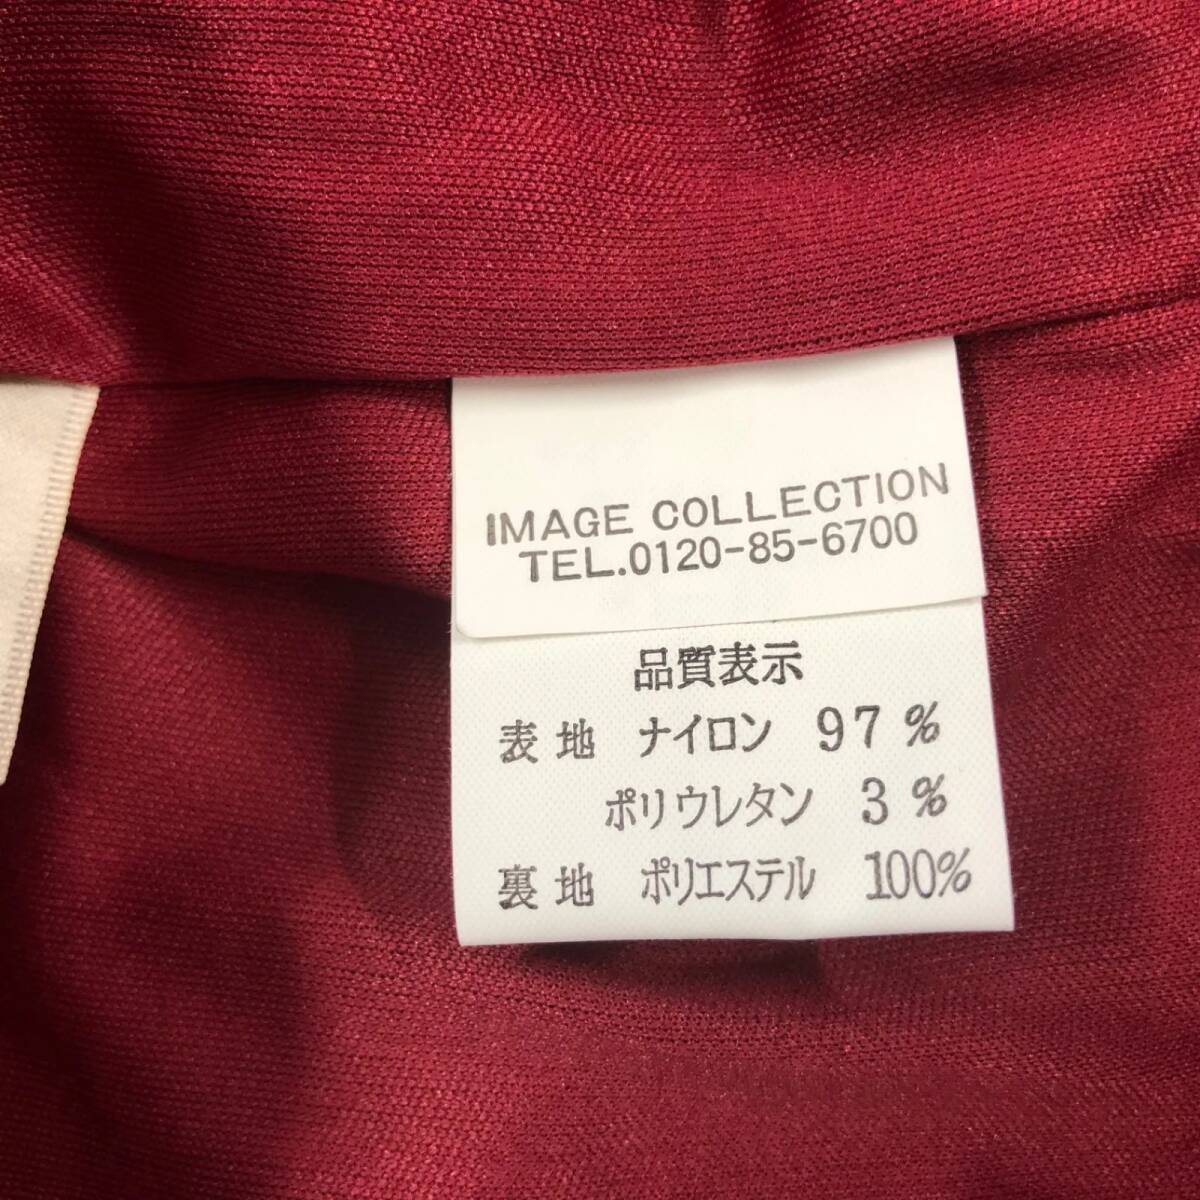 IMAGE COLLECTION
TEL.0120-85-6700
品質表示
表地 ナイロン 97%
ポリウレタン 3%
裏地 ポリエステル 100%